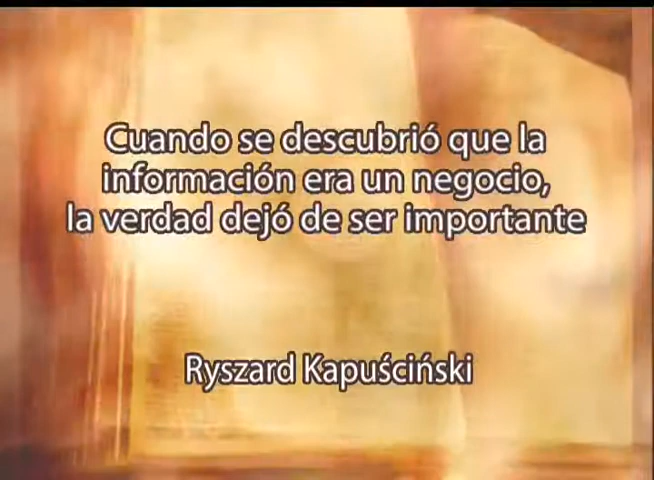 Cuando se descubrió que la
información era un negocio,
la verdad dejó de ser importante
Ryszard Kapuściński